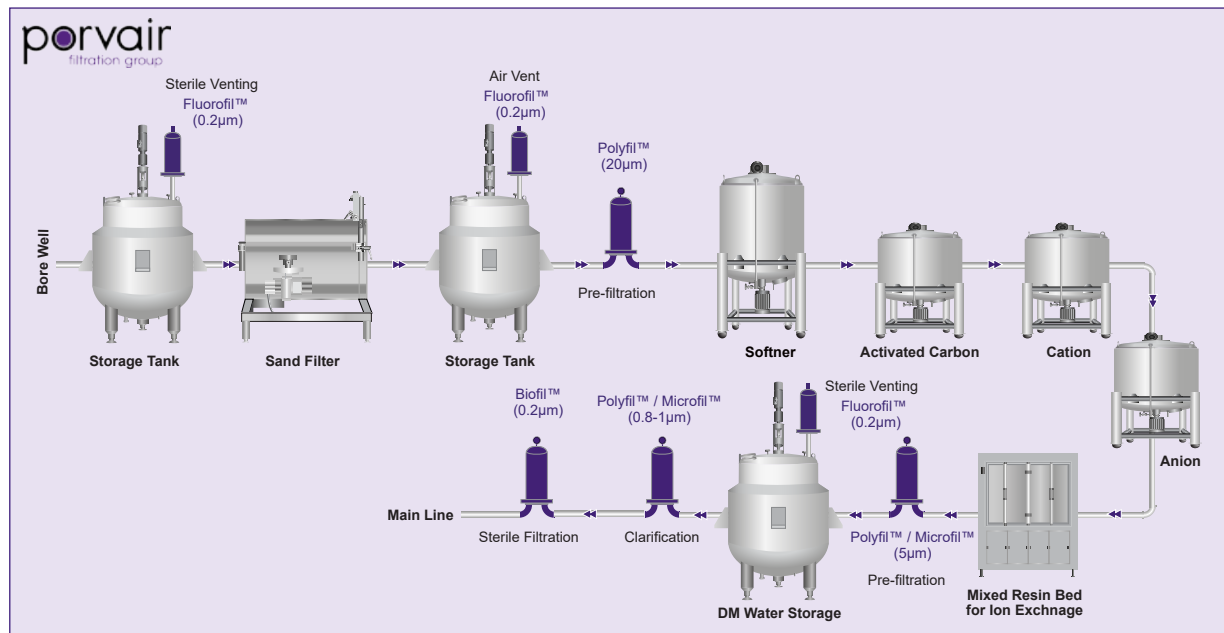 porvair
filtration group
Sterile Venting
Fluorofil™
(0.2µm)
Air Vent
Fluorofil™
(0.2µm)
Polyfil™
(20µm)
Bore Well
Pre-filtration
Storage Tank
Sand Filter
Storage Tank
Softner
Activated Carbon
Cation
Anion
Biofil™
(0.2µm)
Polyfil™ / Microfil™
(0.8-1µm)
Sterile Venting
Fluorofil™
(0.2µm)
Main Line
Sterile Filtration
Clarification
Polyfil™ / Microfil™
(5µm)
Pre-filtration
DM Water Storage
Mixed Resin Bed
for Ion Exchnage